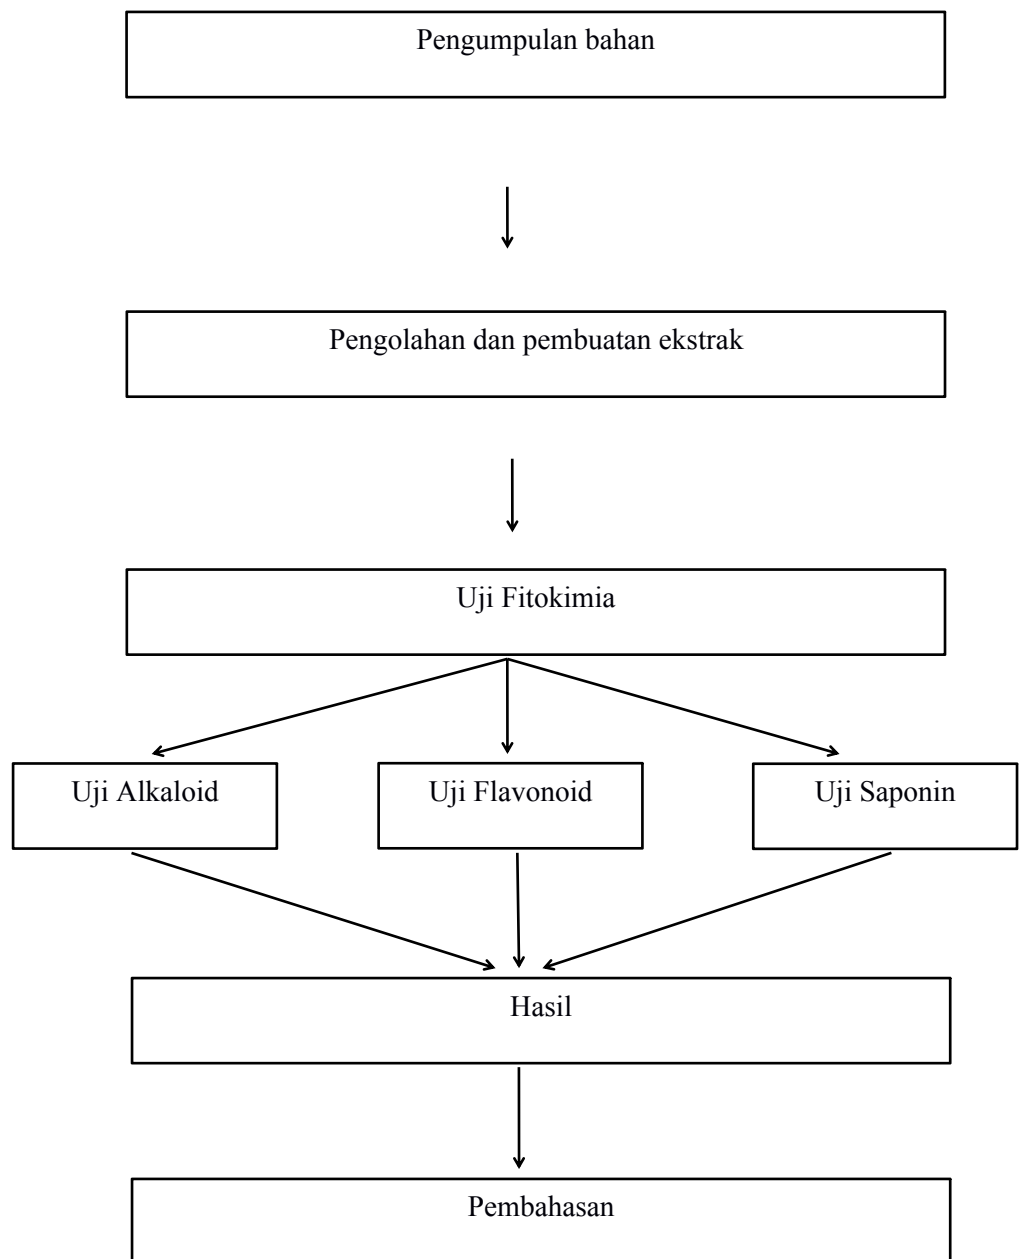 Pengumpulan bahan
Pengolahan dan pembuatan ekstrak
Uji Fitokimia
Uji Alkaloid
Uji Flavonoid
Uji Saponin
Hasil
Pembahasan